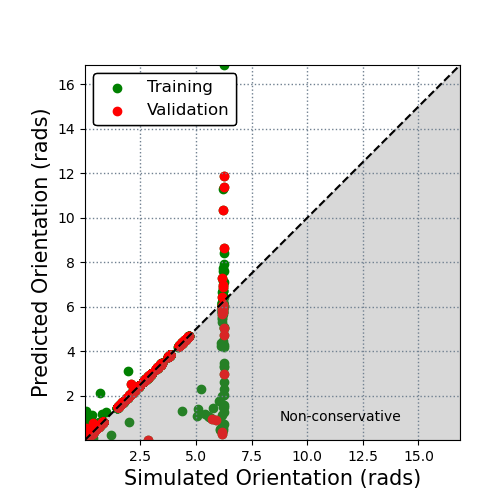 Training
Validation
16
14
12
10
8
6
4
2
Predicted Orientation (rads)
Non-conservative
2.5 5.0 7.5 10.0 12.5 15.0
Simulated Orientation (rads)